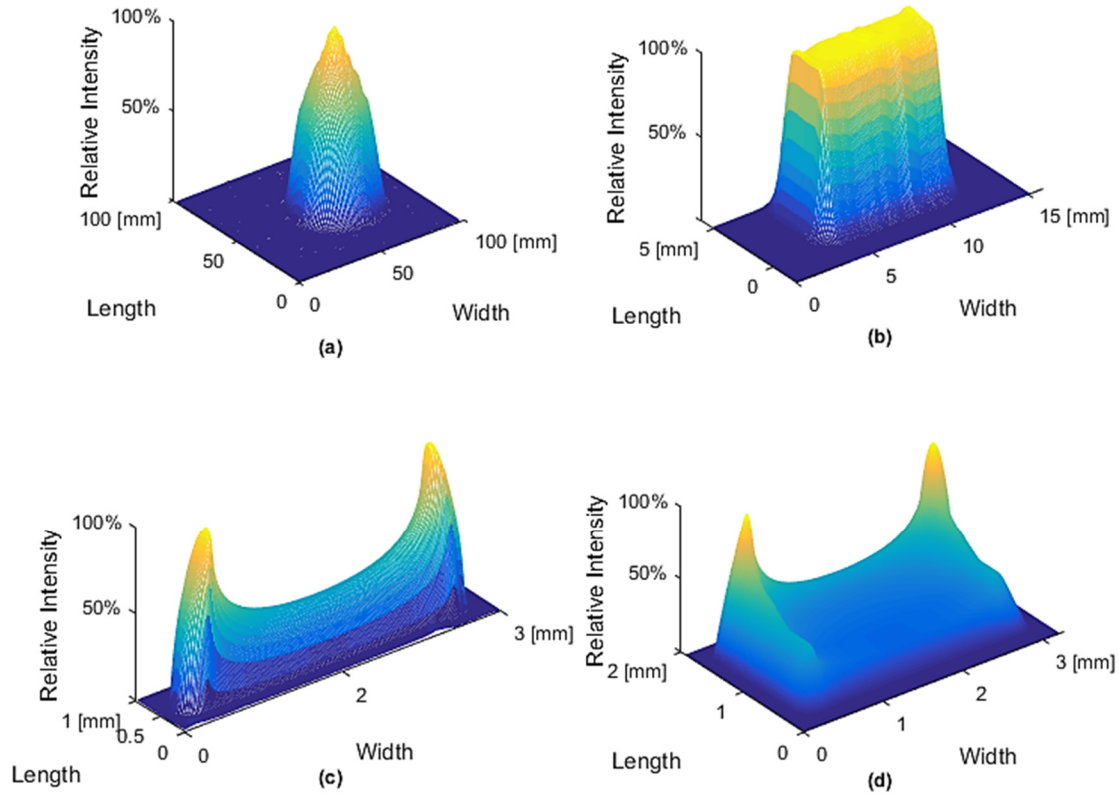 Relative Intensity
100%
50%
100 [mm]
50
0
0
50
100 [mm]
Length
Width
(a)
Relative Intensity
100%
50%
5 [mm]
0
0
5
10
15 [mm]
Length
Width
(b)
Relative Intensity
100%
50%
1 [mm]
0.5
0
0
2
3 [mm]
Length
Width
(c)
Relative Intensity
100%
50%
2 [mm]
1
0
0
1
2
3 [mm]
Length
Width
(d)